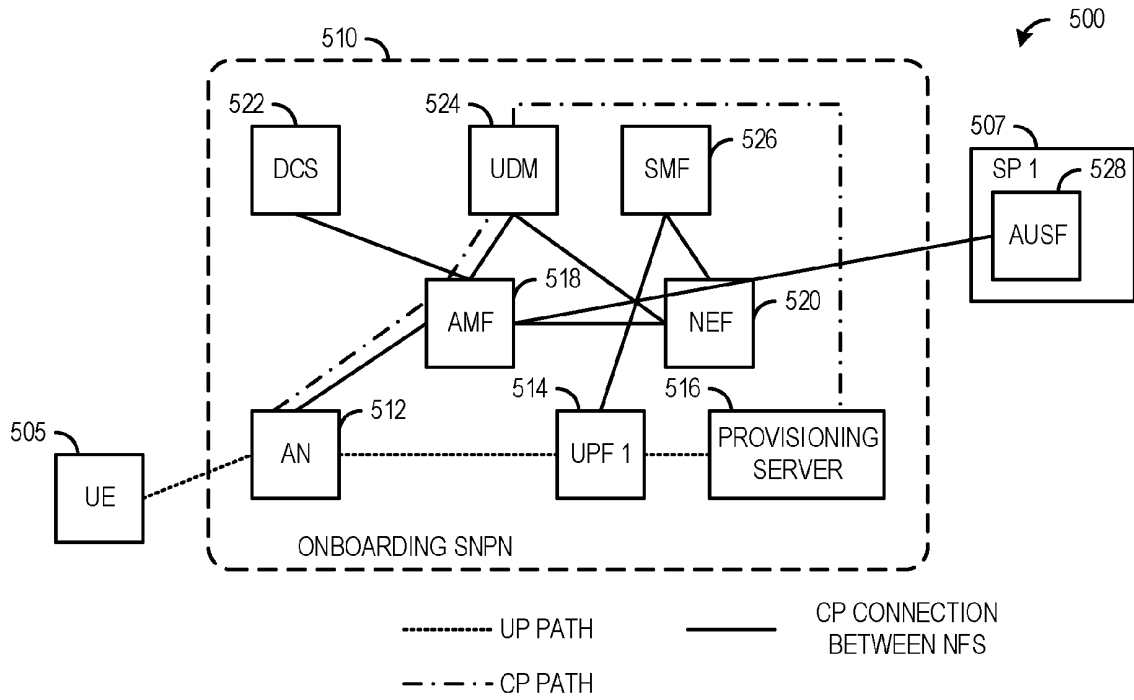 500
510
522
524
526
507
DCS
UDM
SMF
SP 1
528
AUSF
518
AMF
NEF
520
514
516
505
512
UE
AN
UPF 1
PROVISIONING
SERVER
ONBOARDING SNPN
UP PATH
CP CONNECTION
BETWEEN NFS
CP PATH